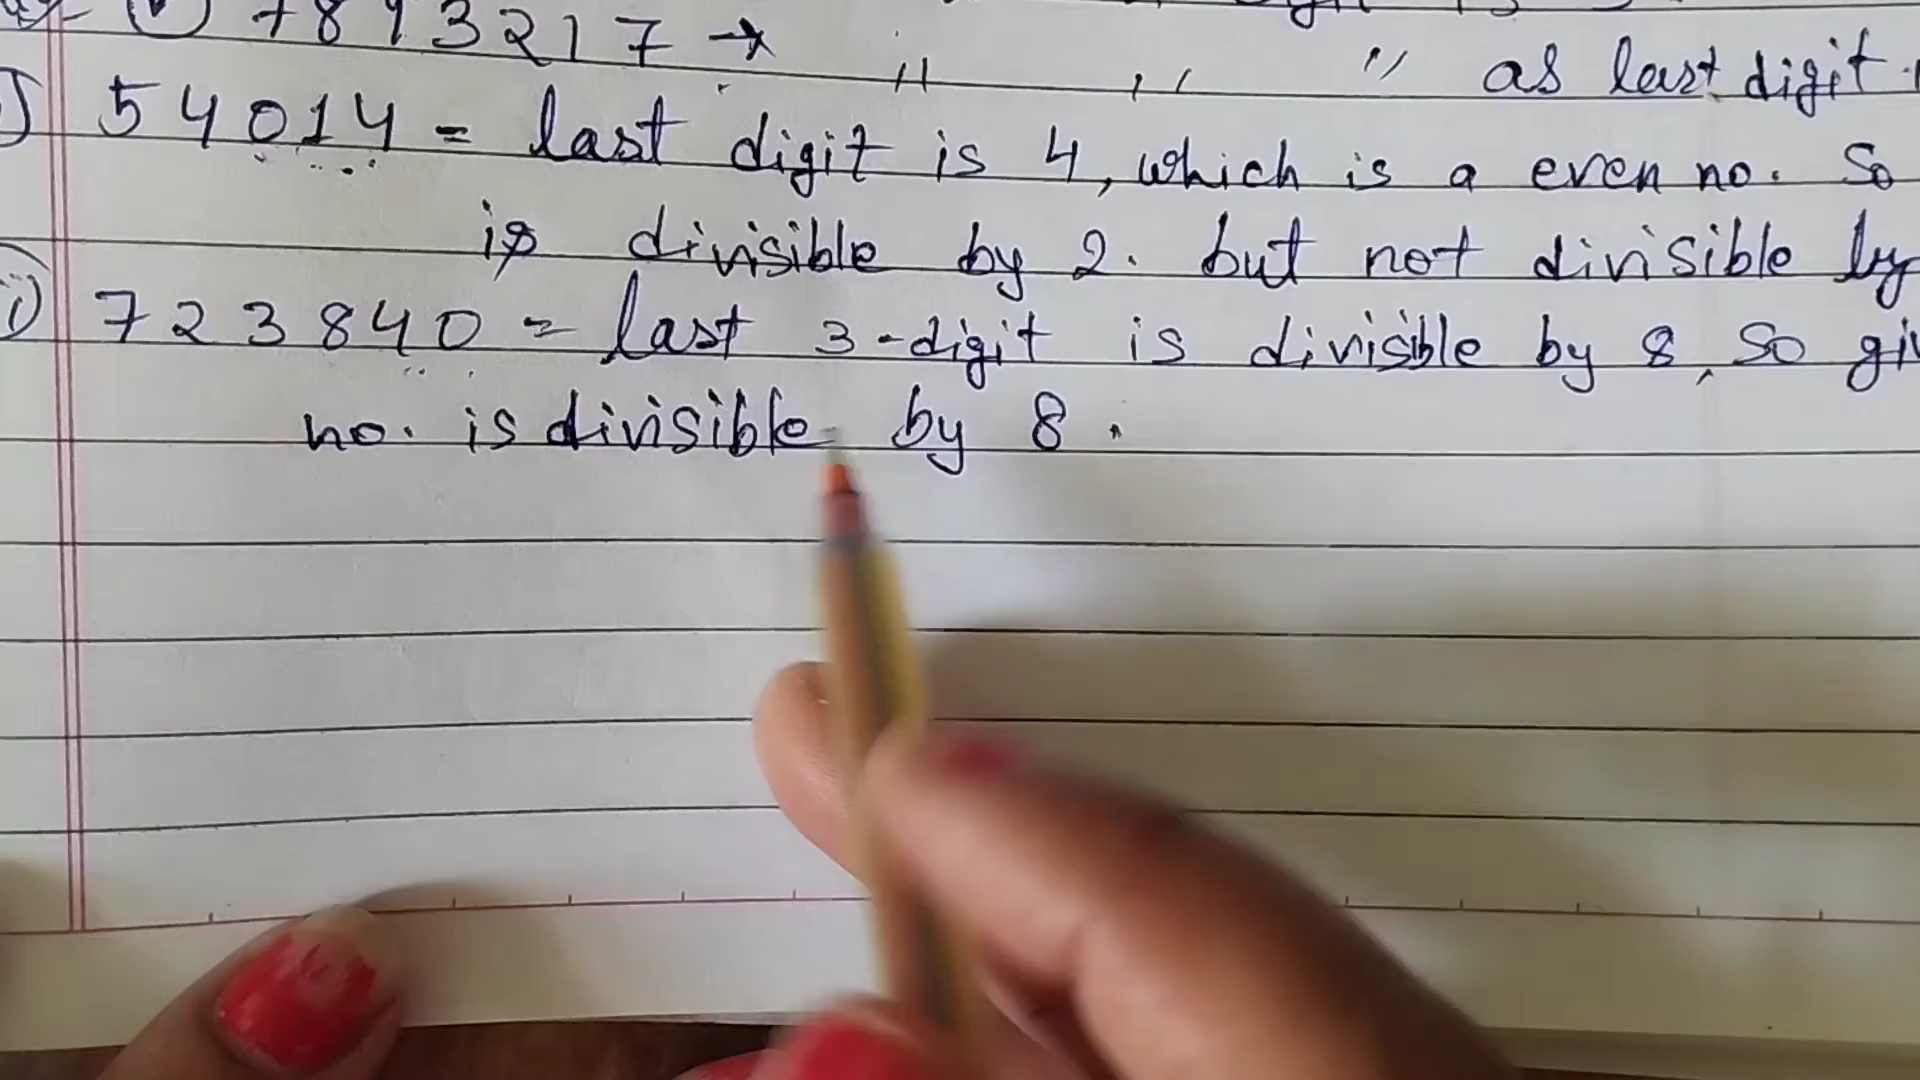 7893217 → " " " as last digit
54014 = last digit is 4, which is a even no. So
is divisible by 2. but not divisible by
i) 723840 = last 3-digit is divisible by 8, So
no. is divisible by 8.